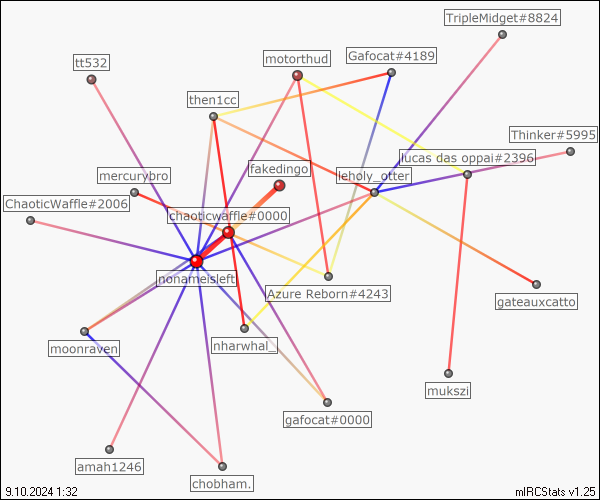 TripleMidget#8824
motorthud
Gafocat#4189
tt532
then1cc
Thinker#5995
lucas das oppai#2396
fakedingo
mercurybro
leholy_otter
ChaoticWaffle#2006
chaoticwaffle#0000
nonameisleft
Azure Reborn#4243
gateauxcatto
nharwhal_
moonraven
mukszi
gafocat#0000
amah1246
chobham.
9.10.2024 1:32
mIRCStats v1.25